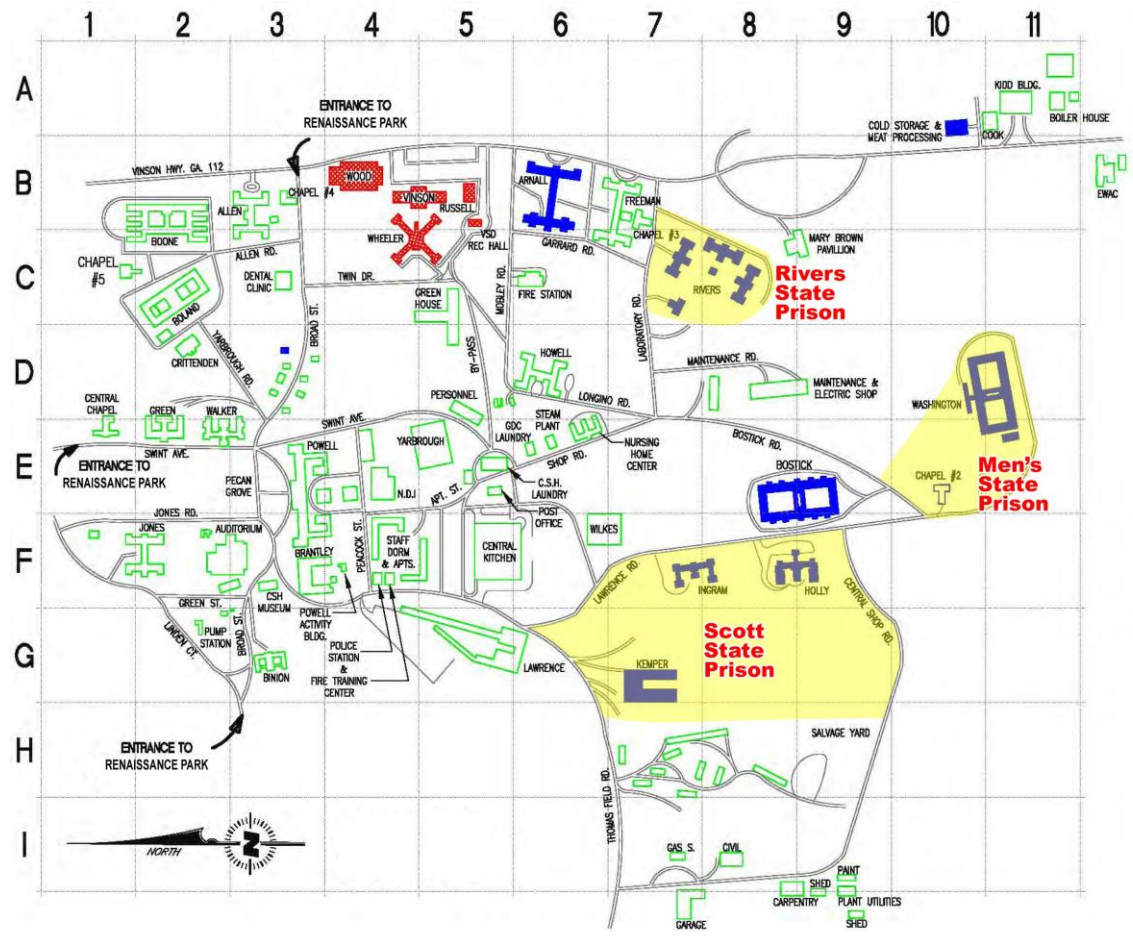 1 2 3 4 5 6 7 8 9 10 11
A
B
C
D
E
F
G
H
I
ENTRANCE TO
RENAISSANCE PARK
KIDD BLDG.
BOILER HOUSE
COLD STORAGE &
MEAT PROCESSING
COOK
VINSON HWY. GA. 112
CHAPEL
#4
WOOD
VINSON
RUSSELL
ARNALL
FREEMAN
EWAC
ALLEN
BOONE
WHEELER
VSD
REC HALL
GARRARD RD.
CHAPEL #3
MARY BROWN
PAVILLION
ALLEN RD.
CHAPEL
#5
DENTAL
CLINIC
TWIN DR.
GREEN
HOUSE
MOBLEY RD.
FIRE STATION
RIVERS
Rivers
State
Prison
BOLAND
BROAD ST.
LABORATORY RD.
YARBROUGH RD.
CRITTENDEN
BY-PASS
HOWELL
MAINTENANCE RD.
MAINTENANCE &
ELECTRIC SHOP
WASHINGTON
CENTRAL
CHAPEL
GREEN
WALKER
PERSONNEL
LONGINO RD.
SWINT AVE.
GDC
LAUNDRY
STEAM
PLANT
BOSTICK RD.
SWINT AVE.
POWELL
YARBROUGH
SHOP RD.
NURSING
HOME
CENTER
ENTRANCE TO
RENAISSANCE PARK
PECAN
GROVE
N.D.I
APT. ST.
C.S.H.
LAUNDRY
BOSTICK
CHAPEL #2
Men's
State
Prison
POST
OFFICE
JONES RD.
JONES
AUDITORIUM
PEACOCK ST.
STAFF
DORM
& APTS.
CENTRAL
KITCHEN
WILKES
BRANTLEY
LAWRENCE RD.
INGRAM
HOLLY
CENTRAL SHOP RD.
GREEN ST.
CSH
MUSEUM
POWELL
ACTIVITY
BLDG.
LINDEN CT.
PUMP
STATION
BROAD ST.
BINION
POLICE
STATION
&
FIRE TRAINING
CENTER
LAWRENCE
Scott
State
Prison
KEMPER
ENTRANCE TO
RENAISSANCE PARK
SALVAGE YARD
THOMAS FIELD RD.
NORTH
N
GAS S.
CIVIL
PAINT
SHED
CARPENTRY
PLANT UTILITIES
GARAGE
SHED